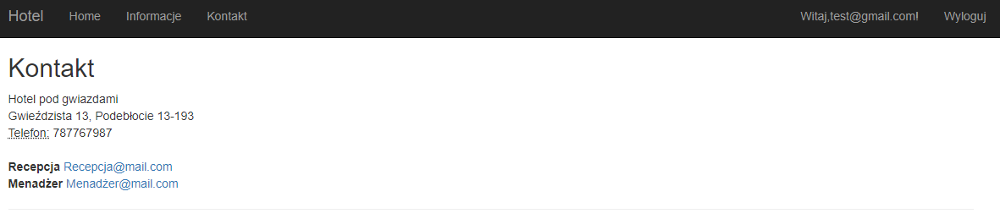 Hotel Home Informacje Kontakt Witaj,test@gmail.com! Wyloguj
Kontakt
Hotel pod gwiazdami
Gwieździsta 13, Podebłocie 13-193
Telefon: 787767987
Recepcja Recepcja@mail.com
Menadżer Menadżer@mail.com